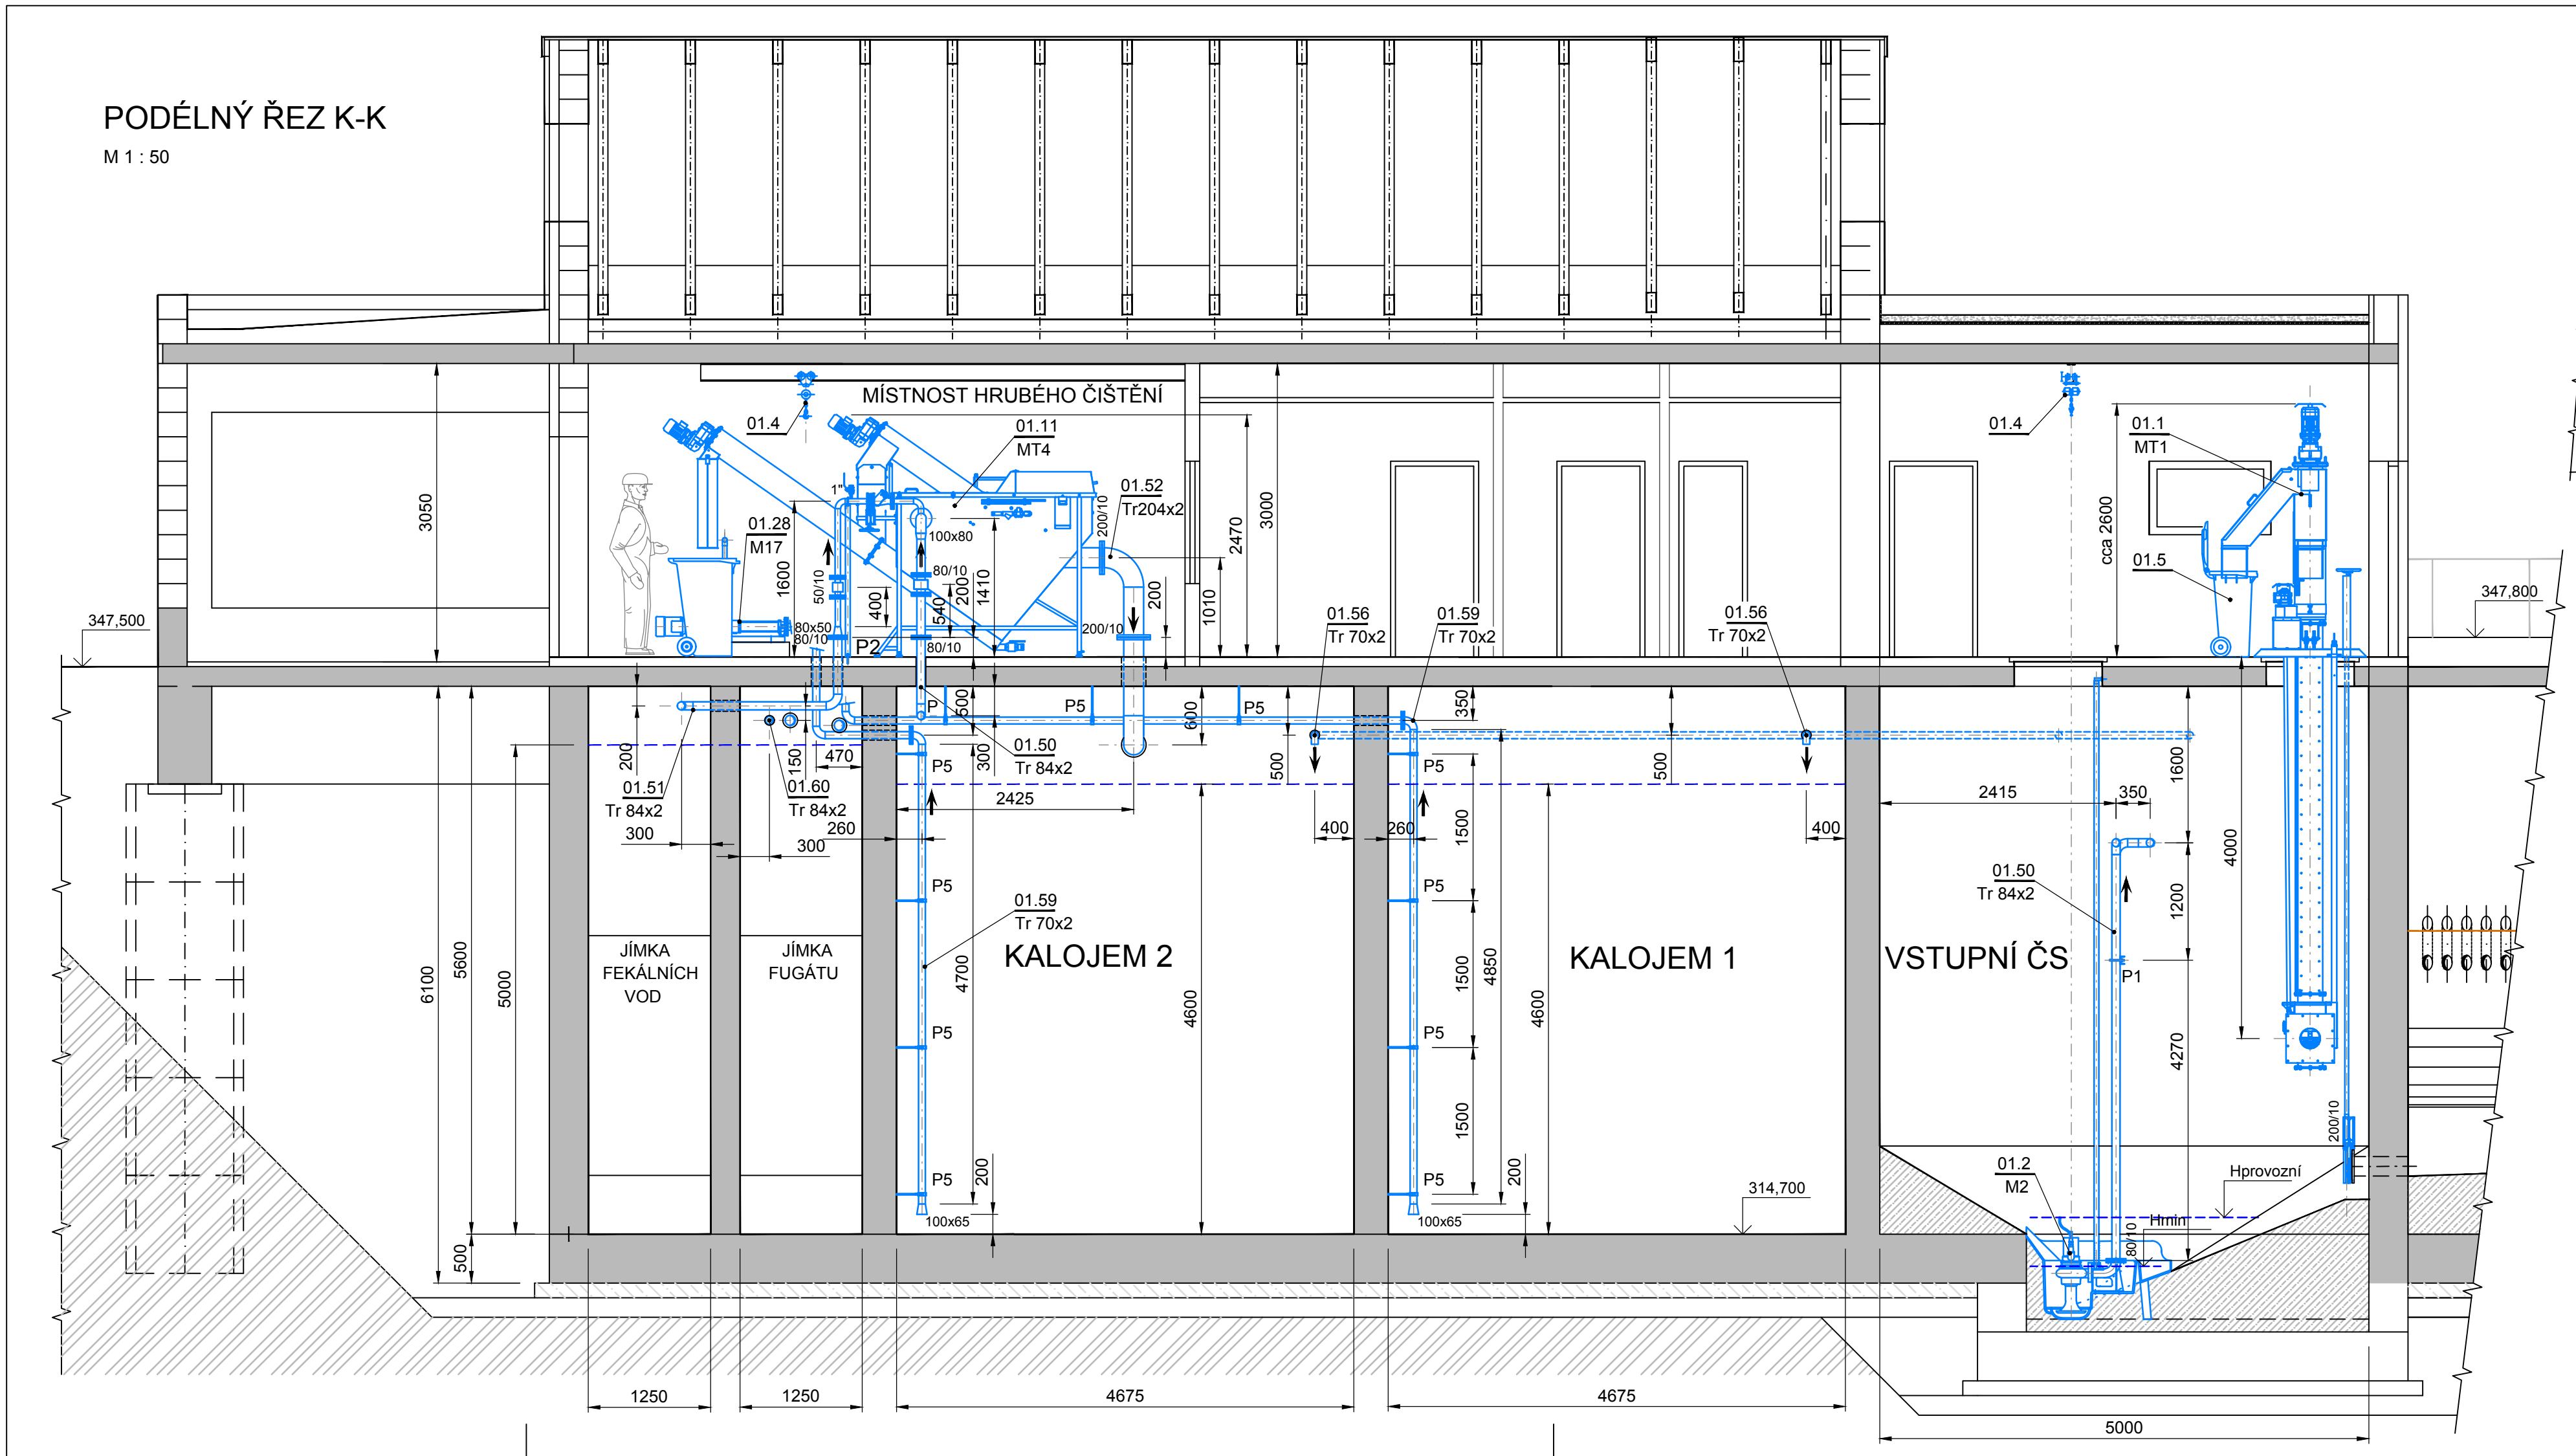 PODÉLNÝ ŘEZ K-K
M 1 : 50
MÍSTNOST HRUBÉHO ČIŠTĚNÍ
01.4
01.11
MT4
01.4
01.1
MT1
3050
1"
01.28
M17
1600
50/10
80x50
80/10
400
P2
100x80
80/10
540
200
1410
80/10
200/10
01.52
Tr204x2
200/10
200
1010
2470
3000
cca 2600
01.5
347,500
347,800
01.56
Tr 70x2
01.59
Tr 70x2
01.56
Tr 70x2
P
500
P5
P5
600
350
500
500
200
470
150
300
01.50
Tr 84x2
01.51
Tr 84x2
300
01.60
Tr 84x2
300
260
P5
2425
400
260
P5
1500
400
2415
350
1600
4000
P5
01.59
Tr 70x2
P5
01.50
Tr 84x2
1200
JÍMKA
FEKÁLNÍCH
VOD
JÍMKA
FUGÁTU
KALOJEM 2
KALOJEM 1
VSTUPNÍ ČS
P1
6100
5600
5000
4700
4600
1500
4850
4600
4270
P5
P5
1500
200/10
P5
200
P5
200
01.2
M2
Hprovozní
314,700
100x65
100x65
Hmin
80/10
500
1250
1250
4675
4675
5000